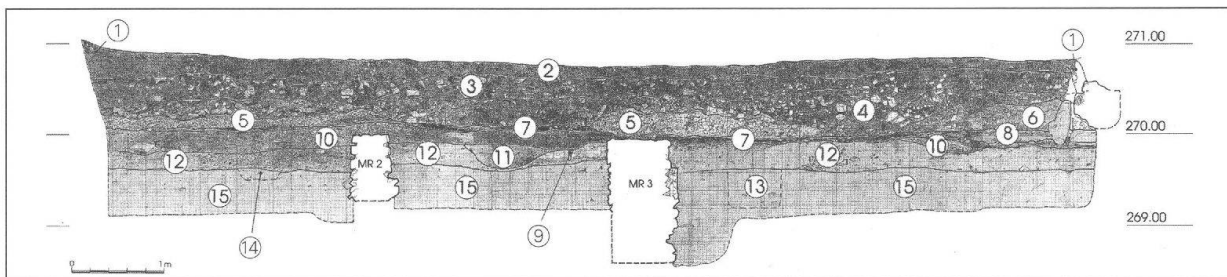 ① ① 271.00
②
③
④
⑤ ⑦ ⑤ ⑦ ⑧ ⑥ 270.00
⑩ ⑫ ⑩
⑫ MR 2 ⑪
⑮ ⑮ MR 3 ⑬ ⑮
⑭ ⑨ 269.00
0 1m